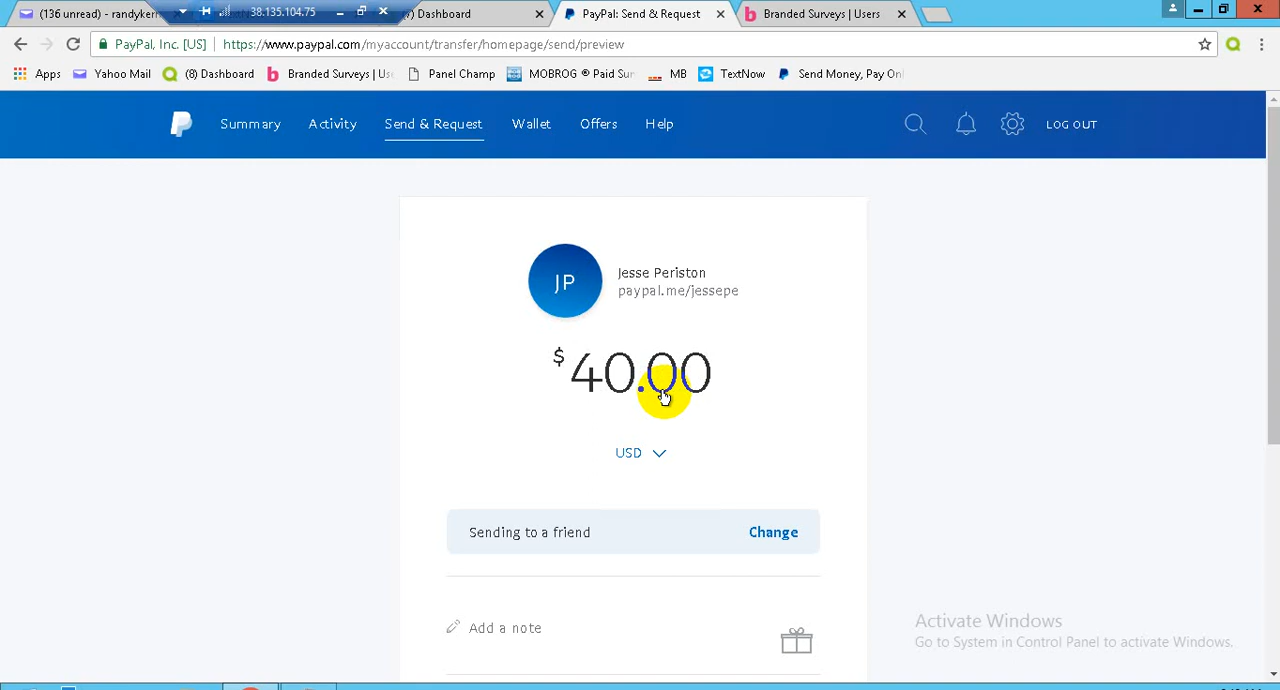 (136 unread) - randyker
38.135.104.75
Dashboard
PayPal: Send & Request
Branded Surveys | Users
PayPal, Inc. [US]
https://www.paypal.com/myaccount/transfer/homepage/send/preview
Apps
Yahoo Mail
(8) Dashboard
Branded Surveys | Us
Panel Champ
MOBROG ® Paid Sur
MB
TextNow
Send Money, Pay Onl
Summary
Activity
Send & Request
Wallet
Offers
Help
LOG OUT
JP
Jesse Periston
paypal.me/jessepe
$40.00
USD
Sending to a friend
Change
Add a note
Activate Windows
Go to System in Control Panel to activate Windows.